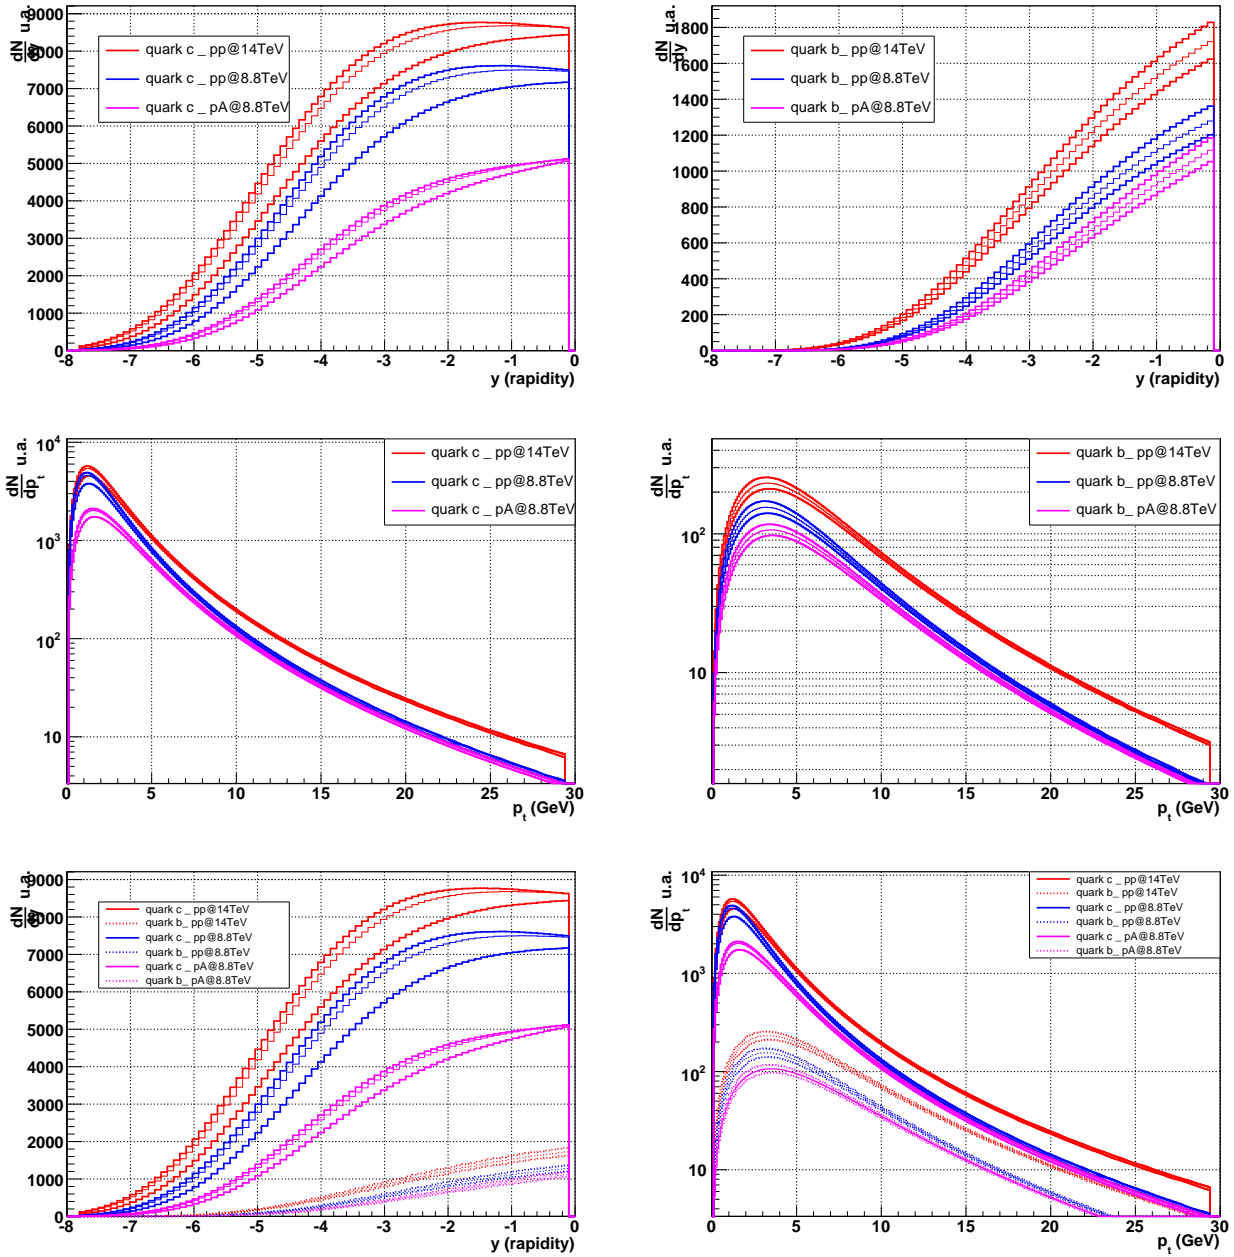 dN
dy u.a.
quark c _ pp@14TeV
quark c _ pp@8.8TeV
quark c _ pA@8.8TeV
9000
8000
7000
6000
5000
4000
3000
2000
1000
0
-8 -7 -6 -5 -4 -3 -2 -1 0
y (rapidity)
dN
dy u.a.
quark b_ pp@14TeV
quark b_ pp@8.8TeV
quark b_ pA@8.8TeV
1800
1600
1400
1200
1000
800
600
400
200
0
-8 -7 -6 -5 -4 -3 -2 -1 0
y (rapidity)
dN
dp_t u.a.
quark c _ pp@14TeV
quark c _ pp@8.8TeV
quark c _ pA@8.8TeV
10^4
10^3
10^2
10
0 5 10 15 20 25 30
p_t (GeV)
dN
dp_t u.a.
quark b_ pp@14TeV
quark b_ pp@8.8TeV
quark b_ pA@8.8TeV
10^2
10
0 5 10 15 20 25 30
p_t (GeV)
dN
dy u.a.
quark c _ pp@14TeV
quark b_ pp@14TeV
quark c _ pp@8.8TeV
quark b_ pp@8.8TeV
quark c _ pA@8.8TeV
quark b_ pA@8.8TeV
9000
8000
7000
6000
5000
4000
3000
2000
1000
0
-8 -7 -6 -5 -4 -3 -2 -1 0
y (rapidity)
dN
dp_t u.a.
quark c _ pp@14TeV
quark b_ pp@14TeV
quark c _ pp@8.8TeV
quark b_ pp@8.8TeV
quark c _ pA@8.8TeV
quark b_ pA@8.8TeV
10^4
10^3
10^2
10
0 5 10 15 20 25 30
p_t (GeV)